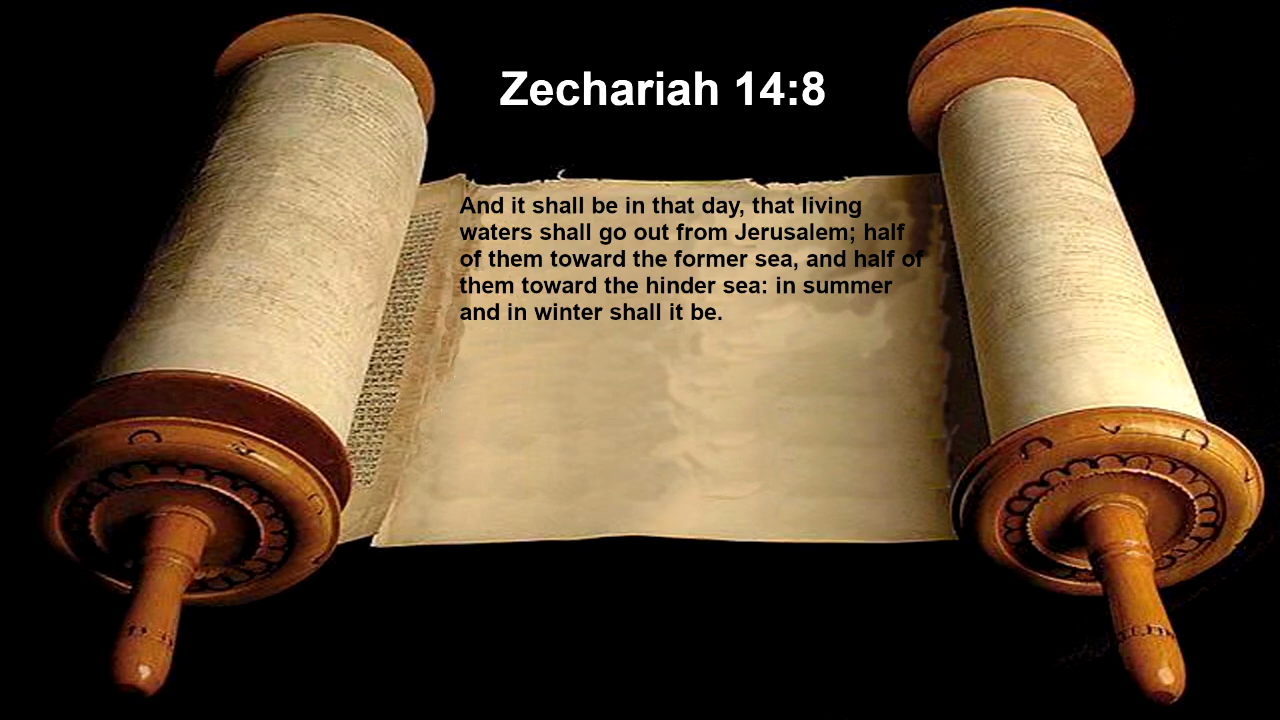 Zechariah 14:8
And it shall be in that day, that living
waters shall go out from Jerusalem; half
of them toward the former sea, and half of
them toward the hinder sea: in summer
and in winter shall it be.